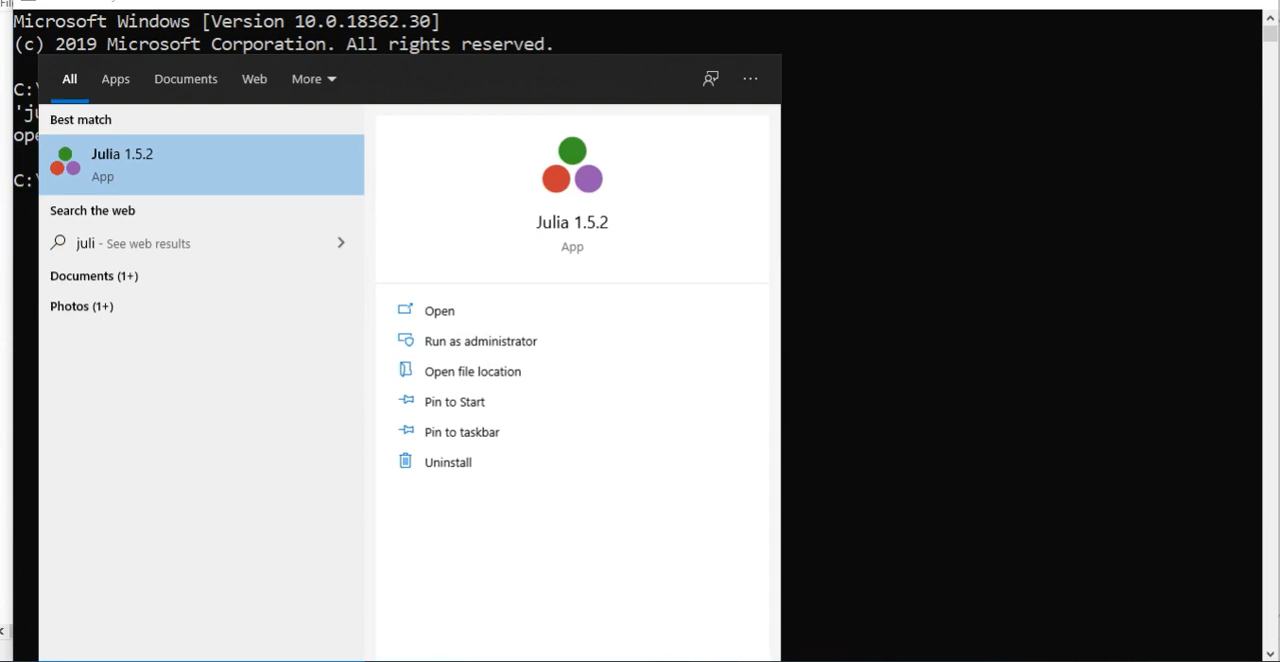 Microsoft Windows [Version 10.0.18362.30]
(c) 2019 Microsoft Corporation. All rights reserved.
C:\
'ju
ope
C:\
All Apps Documents Web More
Best match
Julia 1.5.2
App
Search the web
juli - See web results
Documents (1+)
Photos (1+)
Julia 1.5.2
App
Open
Run as administrator
Open file location
Pin to Start
Pin to taskbar
Uninstall